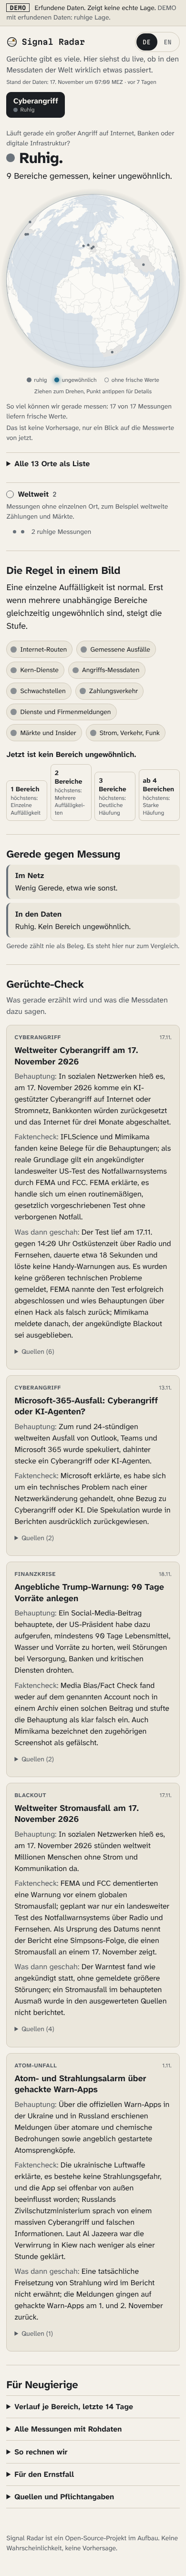 DEMO Erfundene Daten. Zeigt keine echte Lage. DEMO
mit erfundenen Daten: ruhige Lage.
Signal Radar DE EN
Gerüchte gibt es viele. Hier siehst du live, ob in den
Messdaten der Welt wirklich etwas passiert.
Stand der Daten: 17. November um 07:00 MEZ · vor 7 Tagen
Cyberangriff
Ruhig
Läuft gerade ein großer Angriff auf Internet, Banken oder
digitale Infrastruktur?
Ruhig.
9 Bereiche gemessen, keiner ungewöhnlich.
ruhig ungewöhnlich ohne frische Werte
Ziehen zum Drehen, Punkt antippen für Details
So viel können wir gerade messen: 17 von 17 Messungen
liefern frische Werte.
Das ist keine Vorhersage, nur ein Blick auf die Messwerte
von jetzt.
Alle 13 Orte als Liste
Weltweit 2
Messungen ohne einzelnen Ort, zum Beispiel weltweite
Zählungen und Märkte.
2 ruhige Messungen
Die Regel in einem Bild
Eine einzelne Auffälligkeit ist normal. Erst
wenn mehrere unabhängige Bereiche
gleichzeitig ungewöhnlich sind, steigt die
Stufe.
Internet-Routen Gemessene Ausfälle
Kern-Dienste Angriffs-Messdaten
Schwachstellen Zahlungsverkehr
Dienste und Firmenmeldungen
Märkte und Insider Strom, Verkehr, Funk
Jetzt ist kein Bereich ungewöhnlich.
1 Bereich
höchstens:
Einzelne
Auffälligkeit
2
Bereiche
höchstens:
Mehrere
Auffälligkei-
ten
3
Bereiche
höchstens:
Deutliche
Häufung
ab 4
Bereichen
höchstens:
Starke
Häufung
Gerede gegen Messung
Im Netz
Wenig Gerede, etwa wie sonst.
In den Daten
Ruhig. Kein Bereich ungewöhnlich.
Gerede zählt nie als Beleg. Es steht hier nur zum Vergleich.
Gerüchte-Check
Was gerade erzählt wird und was die Messdaten
dazu sagen.
CYBERANGRIFF 17.11.
Weltweiter Cyberangriff am 17.
November 2026
Behauptung: In sozialen Netzwerken hieß es,
am 17. November 2026 komme ein KI-
gestützter Cyberangriff auf Internet oder
Stromnetz, Bankkonten würden zurückgesetzt
und das Internet für drei Monate abgeschaltet.
Faktencheck: IFLScience und Mimikama
fanden keine Belege für die Behauptungen; als
reale Grundlage gilt ein angekündigter
landesweiter US-Test des Notfallwarnsystems
durch FEMA und FCC. FEMA erklärte, es
handle sich um einen routinemäßigen,
gesetzlich vorgeschriebenen Test ohne
verborgenen Notfall.
Was dann geschah: Der Test lief am 17.11.
gegen 14:20 Uhr Ostküstenzeit über Radio und
Fernsehen, dauerte etwa 18 Sekunden und
löste keine Handy-Warnungen aus. Es wurden
keine größeren technischen Probleme
gemeldet, FEMA nannte den Test erfolgreich
abgeschlossen und wies Behauptungen über
einen Hack als falsch zurück; Mimikama
meldete danach, der angekündigte Blackout
sei ausgeblieben.
Quellen (6)
CYBERANGRIFF 13.11.
Microsoft-365-Ausfall: Cyberangriff
oder KI-Agenten?
Behauptung: Zum rund 24-stündigen
weltweiten Ausfall von Outlook, Teams und
Microsoft 365 wurde spekuliert, dahinter
stecke ein Cyberangriff oder KI-Agenten.
Faktencheck: Microsoft erklärte, es habe sich
um ein technisches Problem nach einer
Netzwerkänderung gehandelt, ohne Bezug zu
Cyberangriff oder KI. Die Spekulation wurde in
Berichten ausdrücklich zurückgewiesen.
Quellen (2)
FINANZKRISE 18.11.
Angebliche Trump-Warnung: 90 Tage
Vorräte anlegen
Behauptung: Ein Social-Media-Beitrag
behauptete, der US-Präsident habe dazu
aufgerufen, mindestens 90 Tage Lebensmittel,
Wasser und Vorräte zu horten, weil Störungen
bei Versorgung, Banken und kritischen
Diensten drohten.
Faktencheck: Media Bias/Fact Check fand
weder auf dem genannten Account noch in
einem Archiv einen solchen Beitrag und stufte
die Behauptung als klar falsch ein. Auch
Mimikama bezeichnet den zugehörigen
Screenshot als gefälscht.
Quellen (2)
BLACKOUT 17.11.
Weltweiter Stromausfall am 17.
November 2026
Behauptung: In sozialen Netzwerken hieß es,
am 17. November 2026 stünden weltweit
Millionen Menschen ohne Strom und
Kommunikation da.
Faktencheck: FEMA und FCC dementierten
eine Warnung vor einem globalen
Stromausfall; geplant war nur ein landesweiter
Test des Notfallwarnsystems über Radio und
Fernsehen. Als Ursprung des Datums nennt
der Bericht eine Simpsons-Folge, die einen
Stromausfall an einem 17. November zeigt.
Was dann geschah: Der Warntest fand wie
angekündigt statt, ohne gemeldete größere
Störungen; ein Stromausfall im behaupteten
Ausmaß wurde in den ausgewerteten Quellen
nicht berichtet.
Quellen (4)
ATOM-UNFALL 1.11.
Atom- und Strahlungsalarm über
gehackte Warn-Apps
Behauptung: Über die offiziellen Warn-Apps in
der Ukraine und in Russland erschienen
Meldungen über atomare und chemische
Bedrohungen sowie angeblich gestartete
Atomsprengköpfe.
Faktencheck: Die ukrainische Luftwaffe
erklärte, es bestehe keine Strahlungsgefahr,
und die App sei offenbar von außen
beeinflusst worden; Russlands
Zivilschutzministerium sprach von einem
massiven Cyberangriff und falschen
Informationen. Laut Al Jazeera war die
Verwirrung in Kiew nach weniger als einer
Stunde geklärt.
Was dann geschah: Eine tatsächliche
Freisetzung von Strahlung wird im Bericht
nicht erwähnt; die Meldungen gingen auf
gehackte Warn-Apps am 1. und 2. November
zurück.
Quellen (1)
Für Neugierige
Verlauf je Bereich, letzte 14 Tage
Alle Messungen mit Rohdaten
So rechnen wir
Für den Ernstfall
Quellen und Pflichtangaben
Signal Radar ist ein Open-Source-Projekt im Aufbau. Keine
Wahrscheinlichkeit, keine Vorhersage.